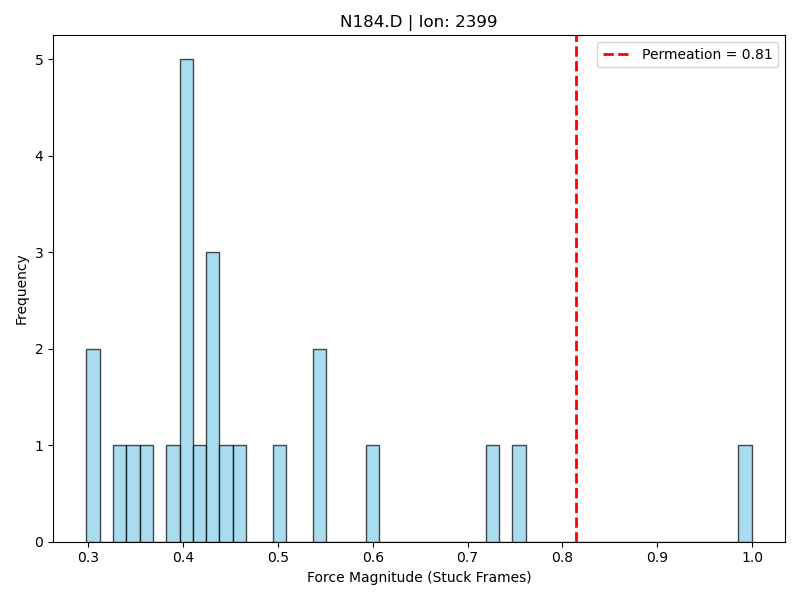 N184.D | Ion: 2399
Permeation = 0.81
Frequency
5
4
3
2
1
0
0.3 0.4 0.5 0.6 0.7 0.8 0.9 1.0
Force Magnitude (Stuck Frames)